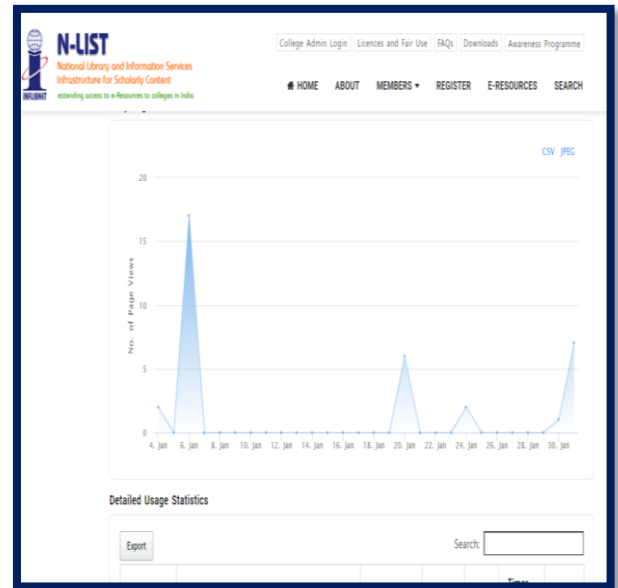 N-LIST
College Admin Login Licences and Fair Use FAQs Downloads Awareness Programme
National Library and Information Services
Infrastructure for Scholarly Content
INFLIBNET extending access to e-Resources to colleges in India
HOME ABOUT MEMBERS REGISTER E-RESOURCES SEARCH
CSV JPEG
20
15
10
5
0
No. of Page Views
4. Jan 6. Jan 8. Jan 10. Jan 12. Jan 14. Jan 16. Jan 18. Jan 20. Jan 22. Jan 24. Jan 26. Jan 28. Jan 30. Jan
Detailed Usage Statistics
Export Search:
Times